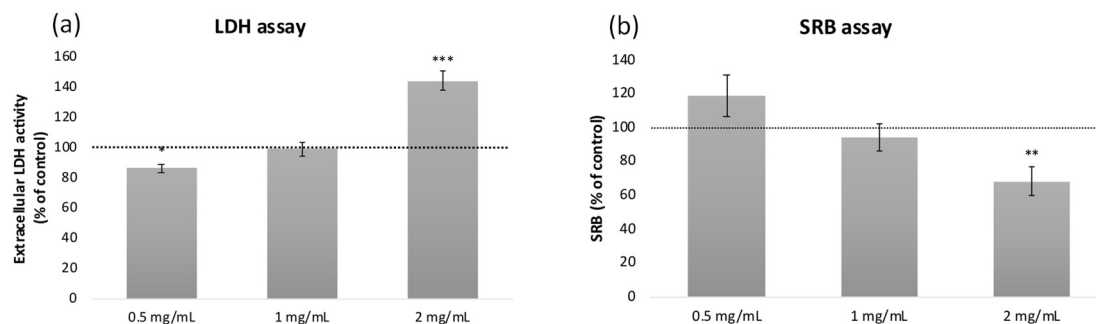 (a)
LDH assay
Extracellular LDH activity
(% of control)
160
140
120
100
80
60
40
20
0
*
***
0.5 mg/mL 1 mg/mL 2 mg/mL
(b)
SRB assay
SRB (% of control)
140
120
100
80
60
40
20
0
**
0.5 mg/mL 1 mg/mL 2 mg/mL